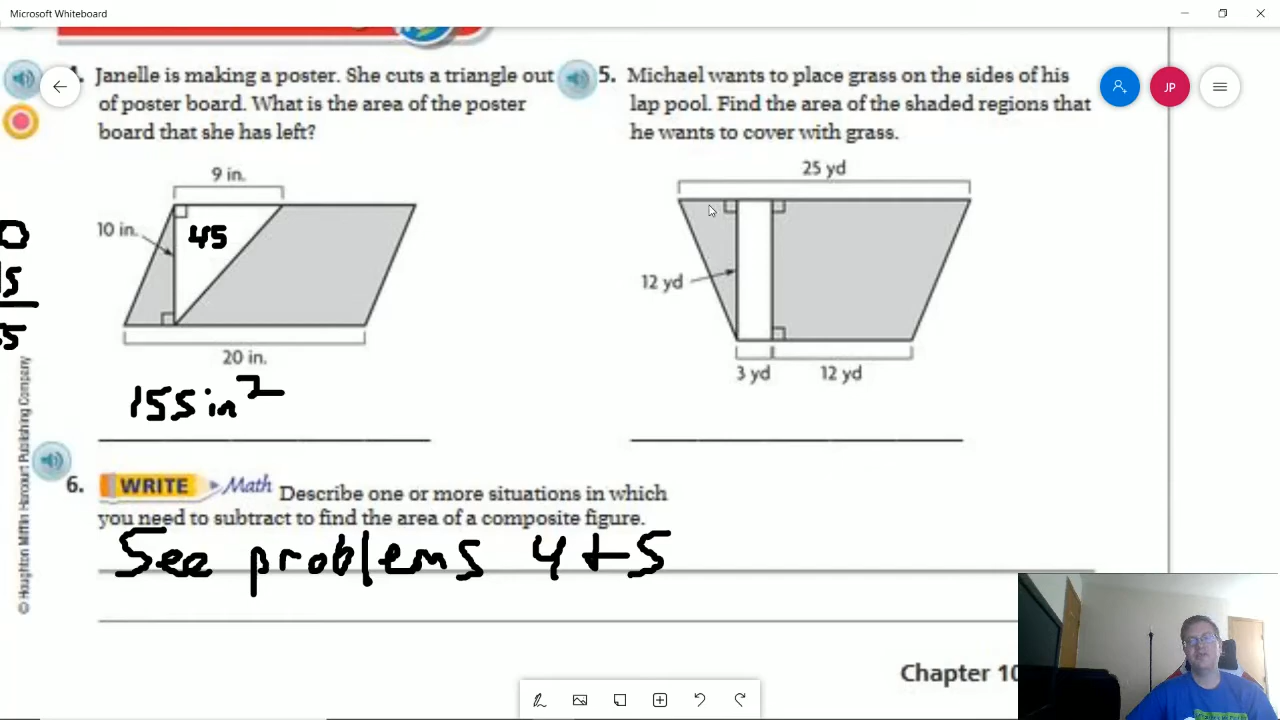 Microsoft Whiteboard
Janelle is making a poster. She cuts a triangle out
of poster board. What is the area of the poster
board that she has left?
9 in.
10 in.
45
20 in.
155 in²
5. Michael wants to place grass on the sides of his
lap pool. Find the area of the shaded regions that
he wants to cover with grass.
25 yd
12 yd
3 yd
12 yd
JP
6. WRITE Math Describe one or more situations in which
you need to subtract to find the area of a composite figure.
See problems 4 + 5
© Houghton Mifflin Harcourt Publishing Company
Chapter 10